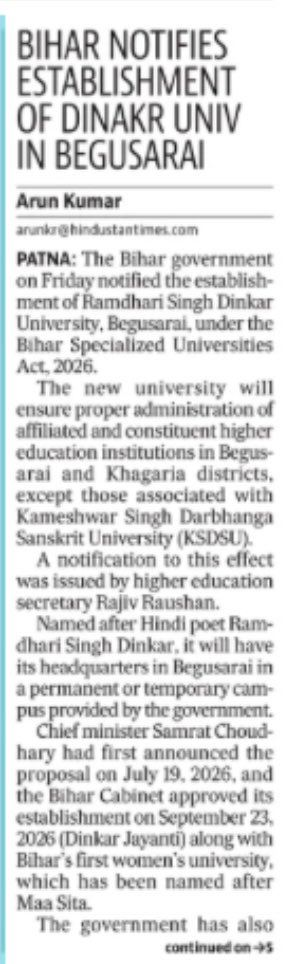 BIHAR NOTIFIES
ESTABLISHMENT
OF DINAKR UNIV
IN BEGUSARAI
Arun Kumar
arunkr@hindustantimes.com
PATNA: The Bihar government
on Friday notified the establish-
ment of Ramdhari Singh Dinkar
University, Begusarai, under the
Bihar Specialized Universities
Act, 2026.
The new university will
ensure proper administration of
affiliated and constituent higher
education institutions in Begus-
arai and Khagaria districts,
except those associated with
Kameshwar Singh Darbhanga
Sanskrit University (KSDSU).
A notification to this effect
was issued by higher education
secretary Rajiv Raushan.
Named after Hindi poet Ram-
dhari Singh Dinkar, it will have
its headquarters in Begusarai in
a permanent or temporary cam-
pus provided by the government.
Chief minister Samrat Choud-
hary had first announced the
proposal on July 19, 2026, and
the Bihar Cabinet approved its
establishment on September 23,
2026 (Dinkar Jayanti) along with
Bihar's first women's university,
which has been named after
Maa Sita.
The government has also
continued on →5